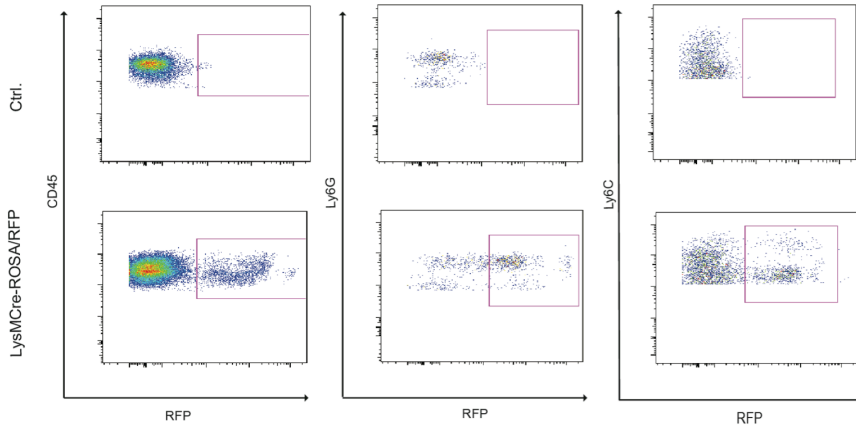 Ctrl.
LysMCre-ROSA/RFP
CD45
Ly6G
Ly6C
RFP
RFP
RFP